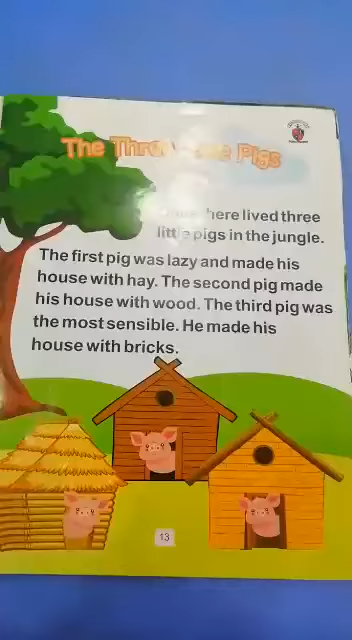 The Pigs
here lived three
little pigs in the jungle.
The first pig was lazy and made his
house with hay. The second pig made
his house with wood. The third pig was
the most sensible. He made his
house with bricks.
13